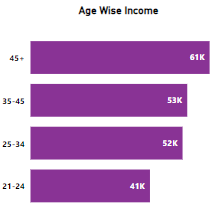 Age Wise Income
45+ 61K
35-45 53K
25-34 52K
21-24 41K